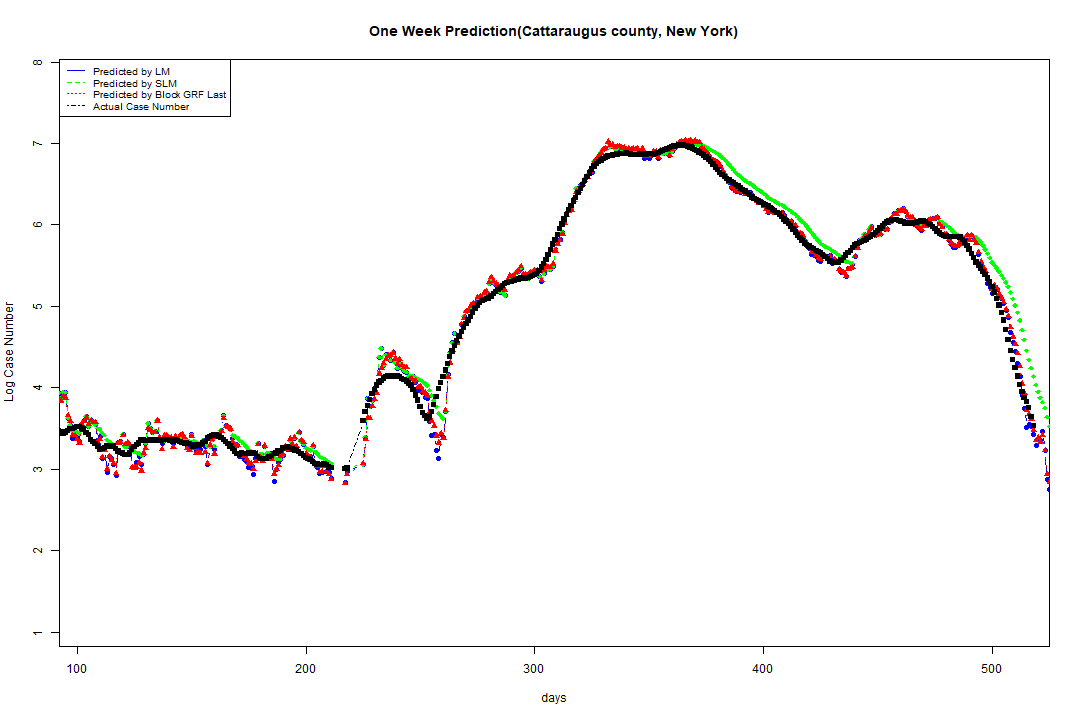 One Week Prediction(Cattaraugus county, New York)
Predicted by LM
Predicted by SLM
Predicted by Block GRF Last
Actual Case Number
8
7
6
5
4
3
2
1
Log Case Number
100 200 300 400 500
days